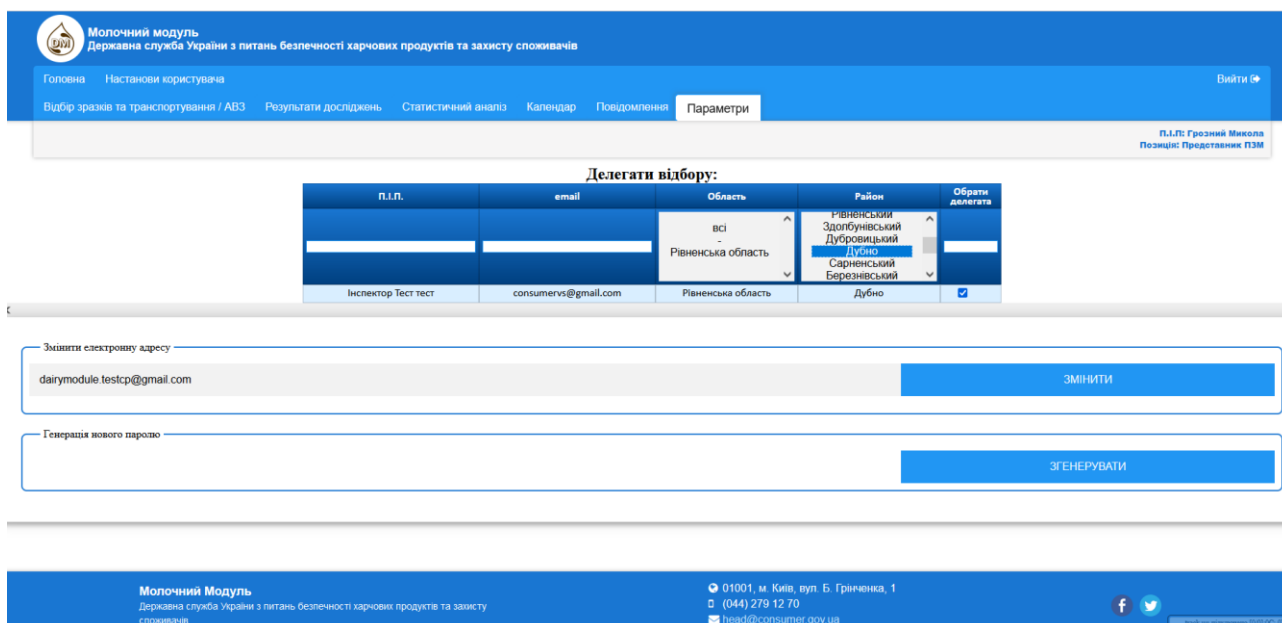 Молочний модуль
Державна служба України з питань безпечності харчових продуктів та захисту споживачів
Головна Настанови користувача Вийти
Відбір зразків та транспортування / АВЗ Результати досліджень Статистичний аналіз Календар Повідомлення Параметри
П.І.П: Грозний Микола
Позиція: Представник ПЗМ
Делегати відбору:
П.І.П. email Область Район Обрати делегата
всі
-
Рівненська область
Рівненський
Здолбунівський
Дубровицький
Дубно
Сарненський
Березнівський
Інспектор Тест тест consumervs@gmail.com Рівненська область Дубно
Змінити електронну адресу
dairymodule.testcp@gmail.com ЗМІНИТИ
Генерація нового паролю
ЗГЕНЕРУВАТИ
Молочний Модуль
Державна служба України з питань безпечності харчових продуктів та захисту
споживачів
01001, м. Київ, вул. Б. Грінченка, 1
(044) 279 12 70
head@consumer.gov.ua